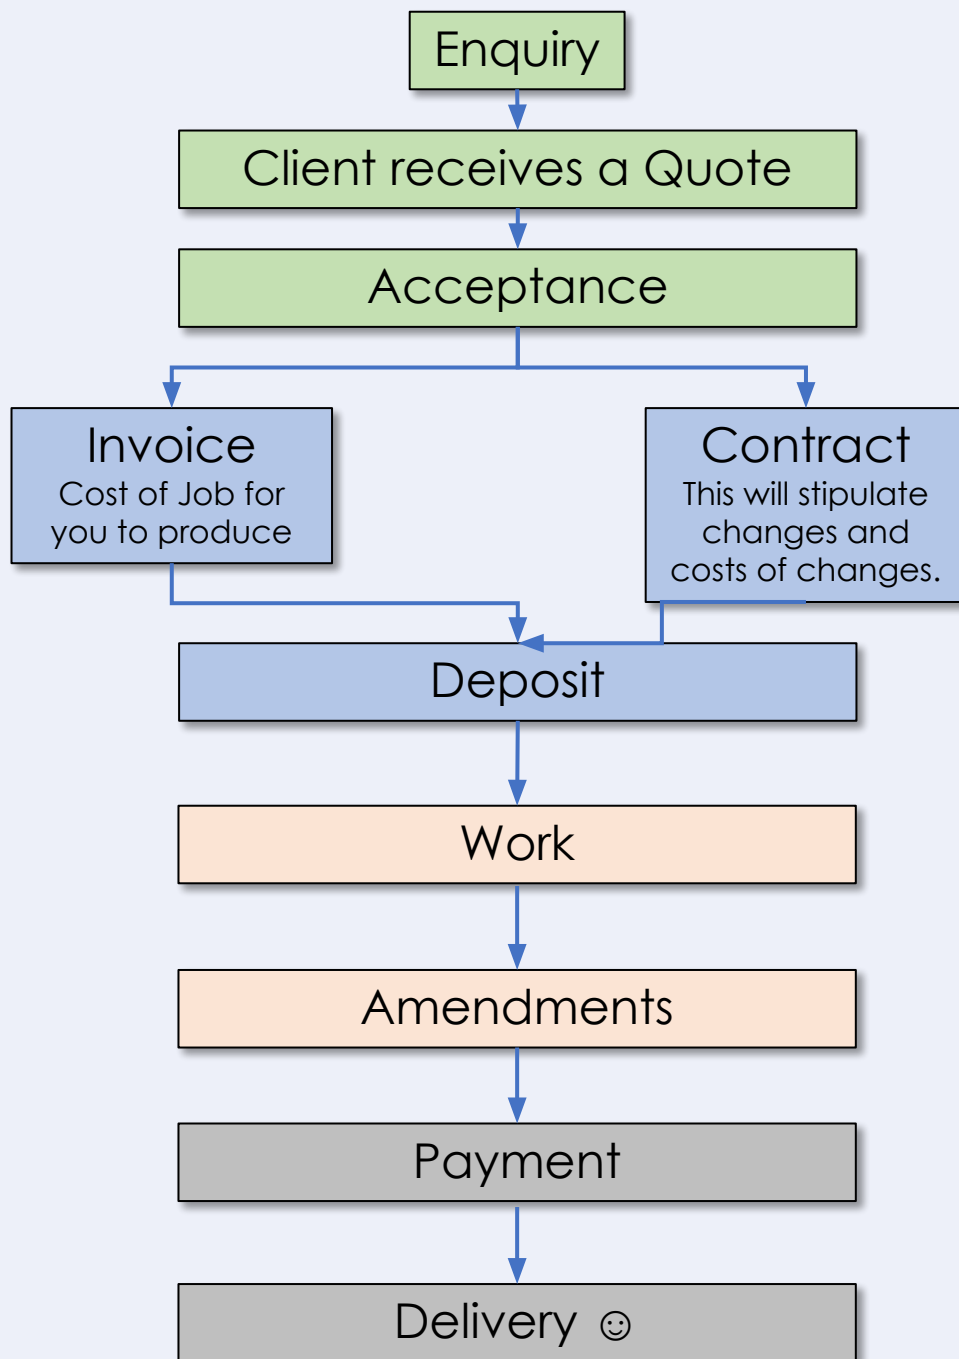 Enquiry
Client receives a Quote
Acceptance
Invoice
Cost of Job for
you to produce
Contract
This will stipulate
changes and
costs of changes.
Deposit
Work
Amendments
Payment
Delivery ☺